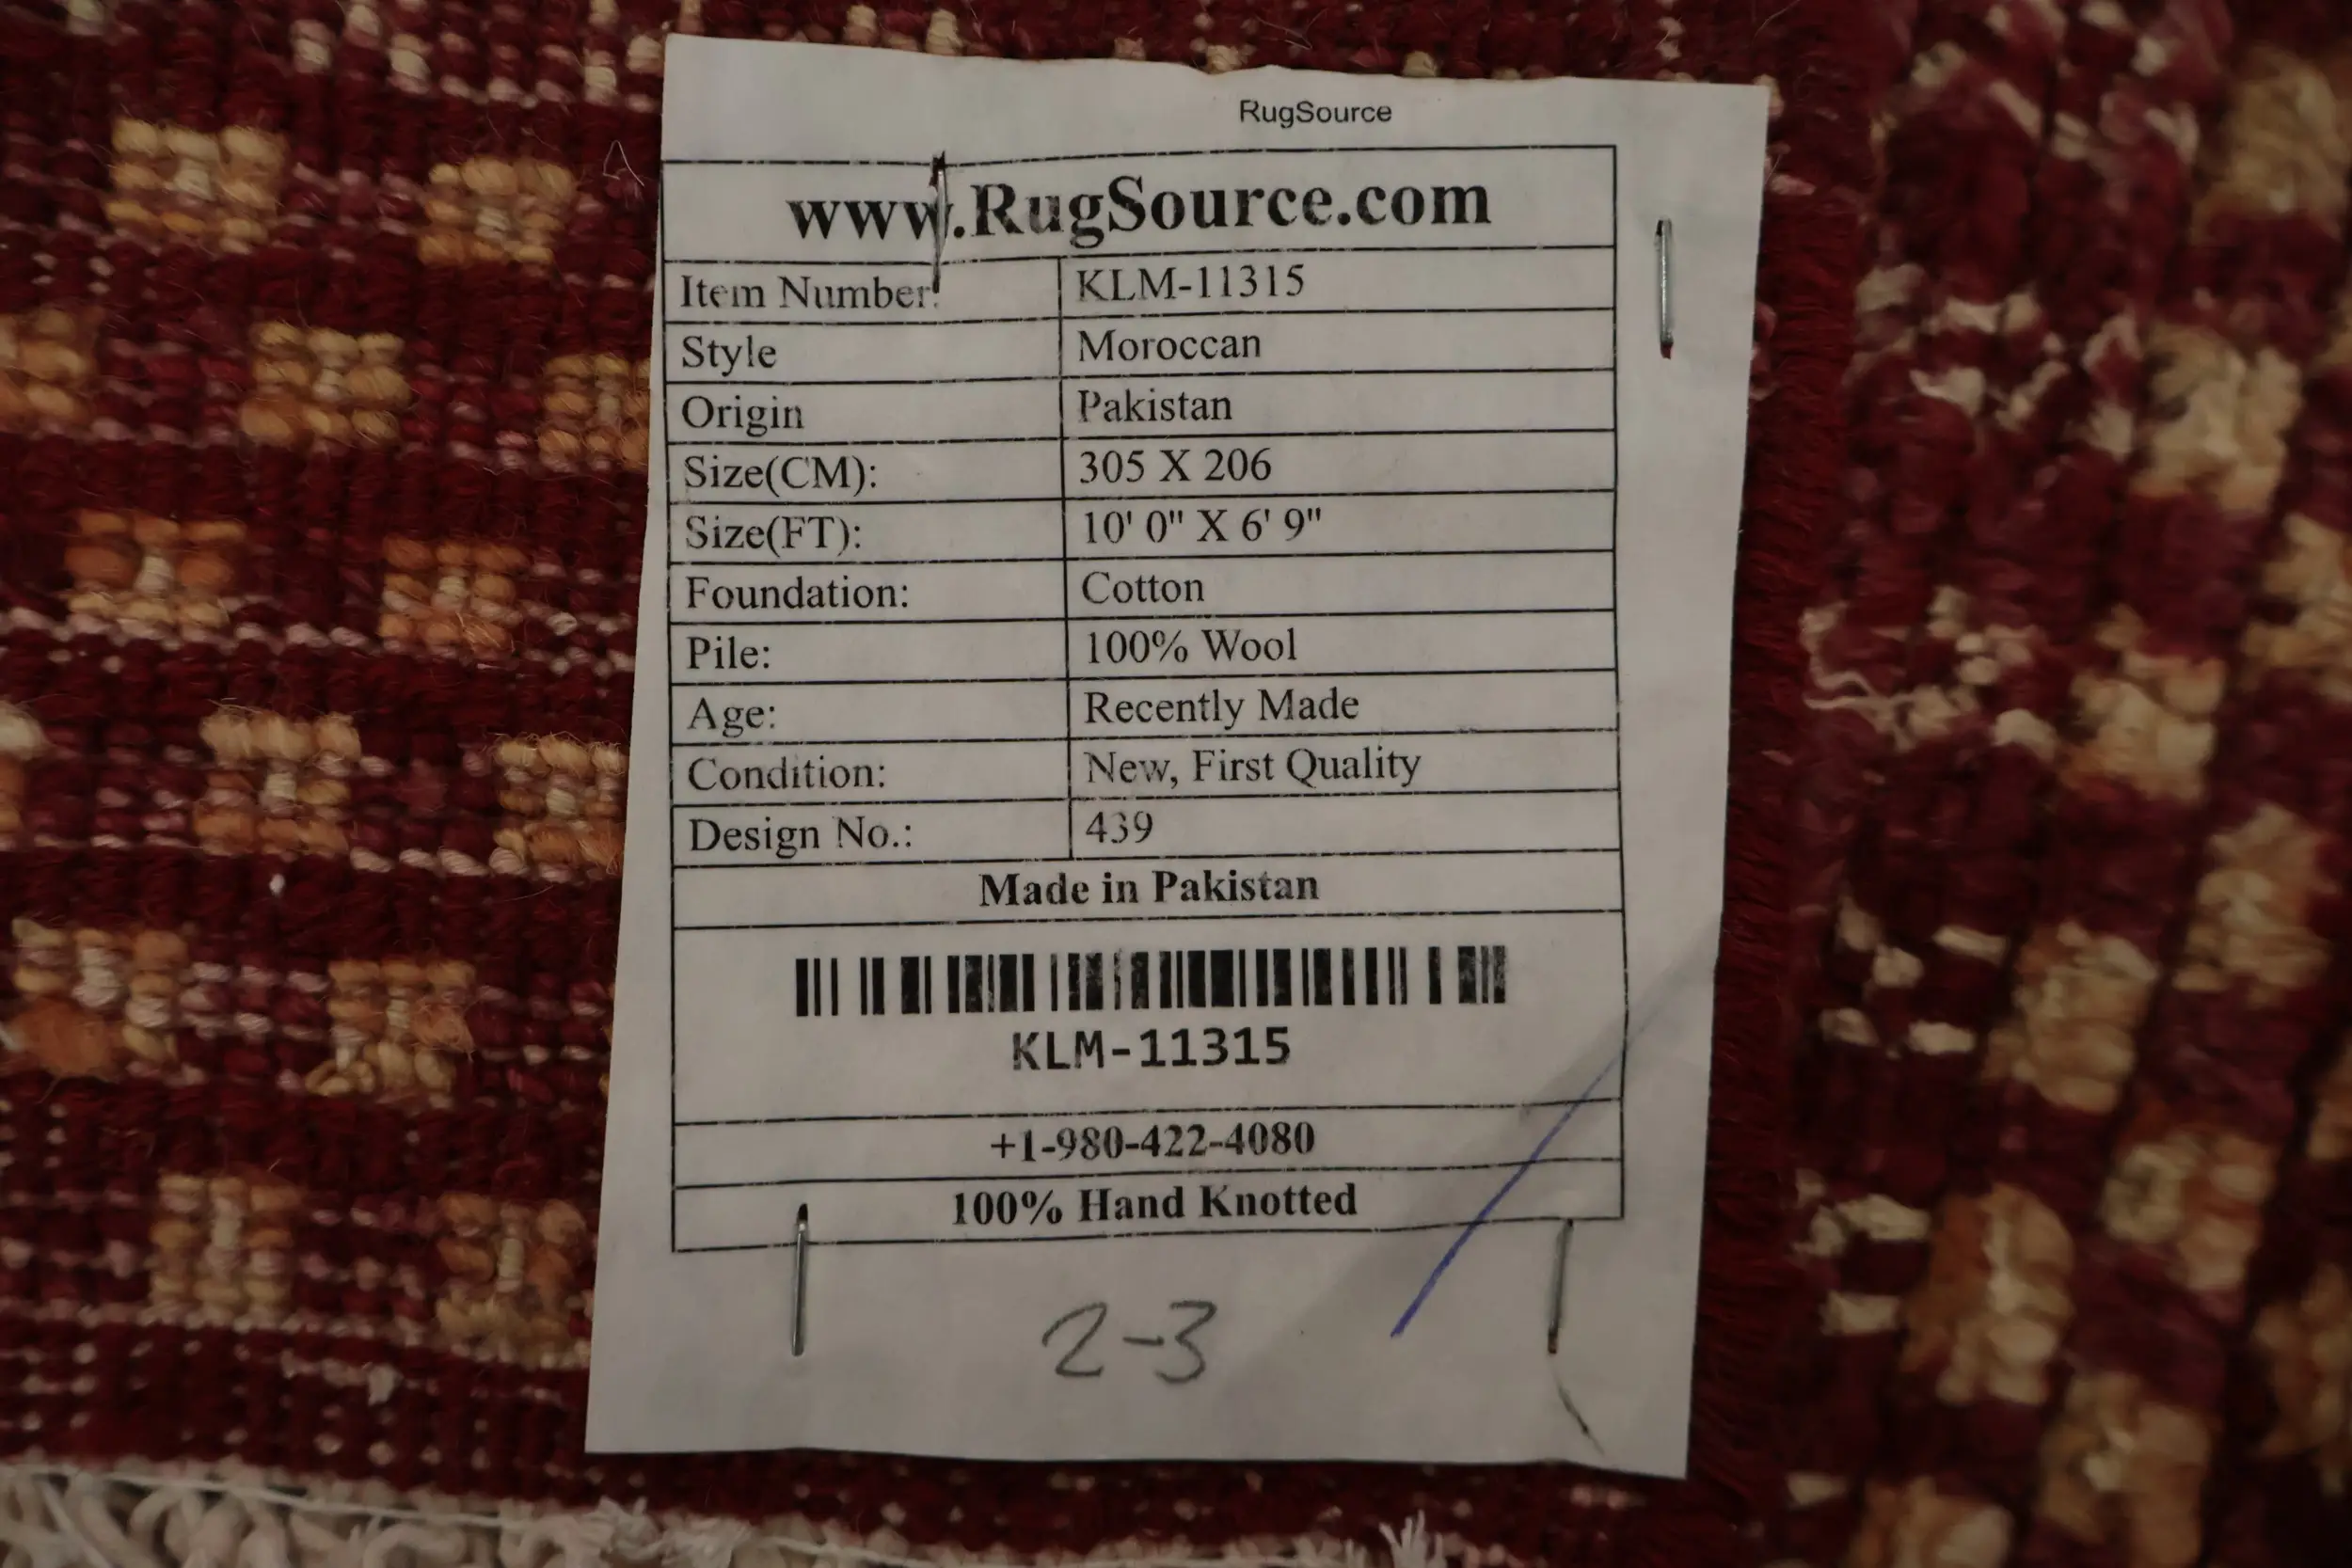 RugSource
www.RugSource.com
Item Number: KLM-11315
Style Moroccan
Origin Pakistan
Size(CM): 305 X 206
Size(FT): 10' 0" X 6' 9"
Foundation: Cotton
Pile: 100% Wool
Age: Recently Made
Condition: New, First Quality
Design No.: 439
Made in Pakistan
KLM-11315
+1-980-422-4080
100% Hand Knotted
2-3